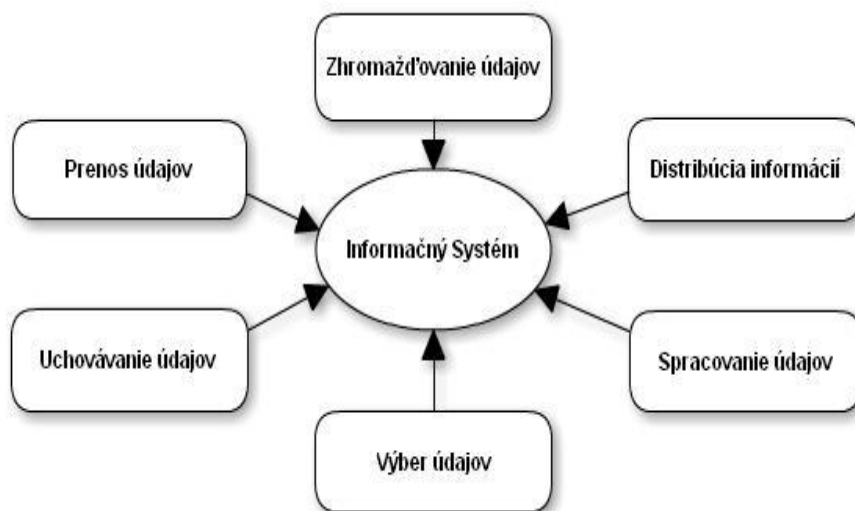 Zhromažďovanie údajov
Prenos údajov
Distribúcia informácií
Informačný Systém
Uchovávanie údajov
Spracovanie údajov
Výber údajov